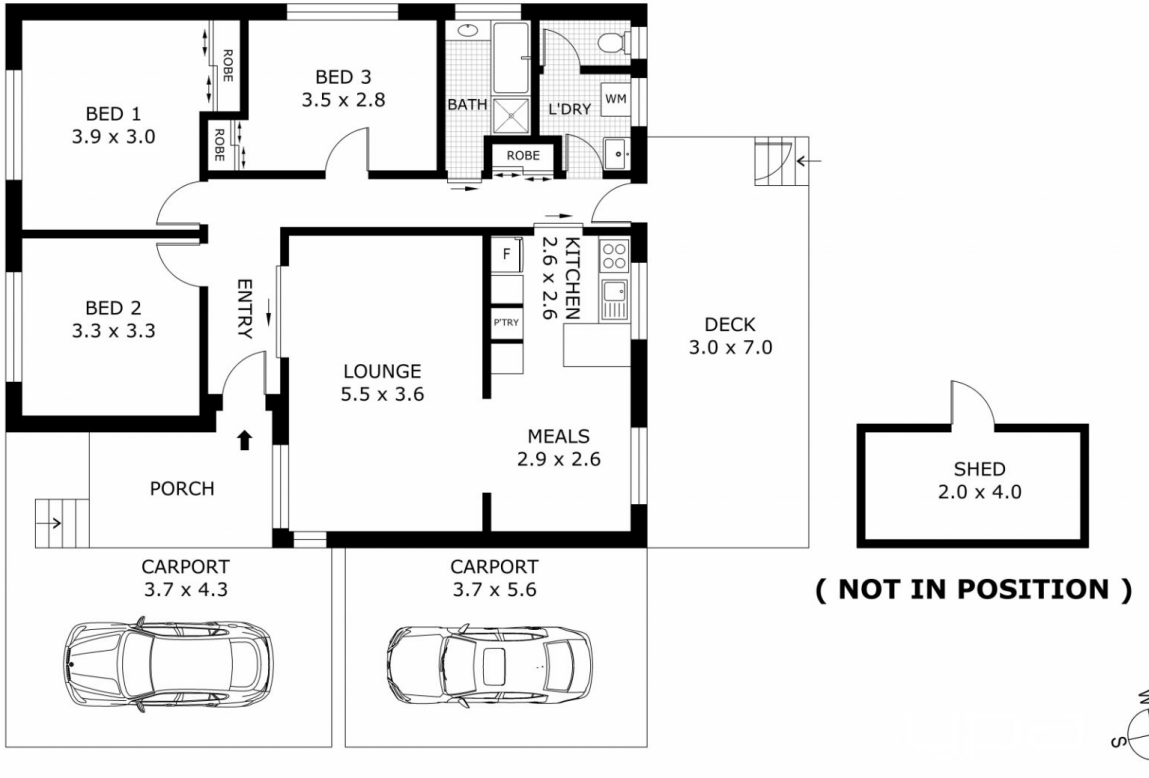 BED 1
3.9 x 3.0
ROBE
ROBE
BED 3
3.5 x 2.8
BATH
L'DRY
WM
ROBE
BED 2
3.3 x 3.3
ENTRY
LOUNGE
5.5 x 3.6
F
P'TRY
KITCHEN
2.6 x 2.6
MEALS
2.9 x 2.6
DECK
3.0 x 7.0
PORCH
SHED
2.0 x 4.0
( NOT IN POSITION )
CARPORT
3.7 x 4.3
CARPORT
3.7 x 5.6
W
S